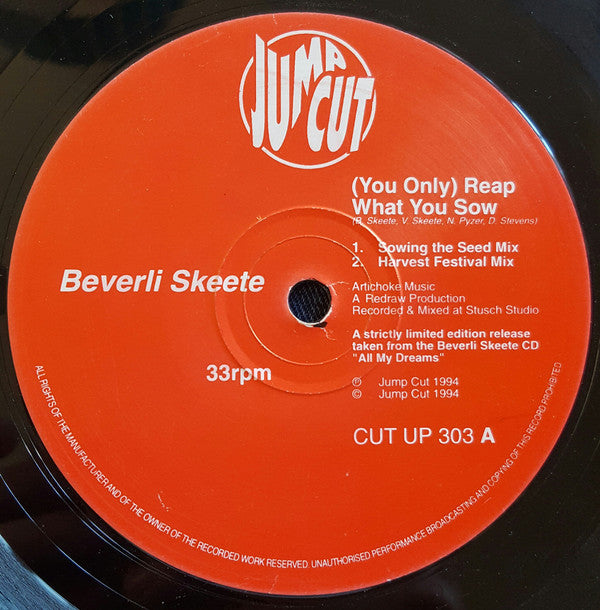 JUMP CUT
(You Only) Reap
What You Sow
(B. Skeete, V. Skeete, N. Pyzer, D. Stevens)
1. Sowing the Seed Mix
2. Harvest Festival Mix
Beverli Skeete
Artichoke Music
A Redraw Production
Recorded & Mixed at Stusch Studio
A strictly limited edition release
taken from the Beverli Skeete CD
"All My Dreams"
33rpm
℗ Jump Cut 1994
© Jump Cut 1994
CUT UP 303 A
ALL RIGHTS OF THE MANUFACTURER AND OF THE OWNER OF THE RECORDED WORK RESERVED. UNAUTHORISED PERFORMANCE BROADCASTING AND COPYING OF THIS RECORD PROHIBITED